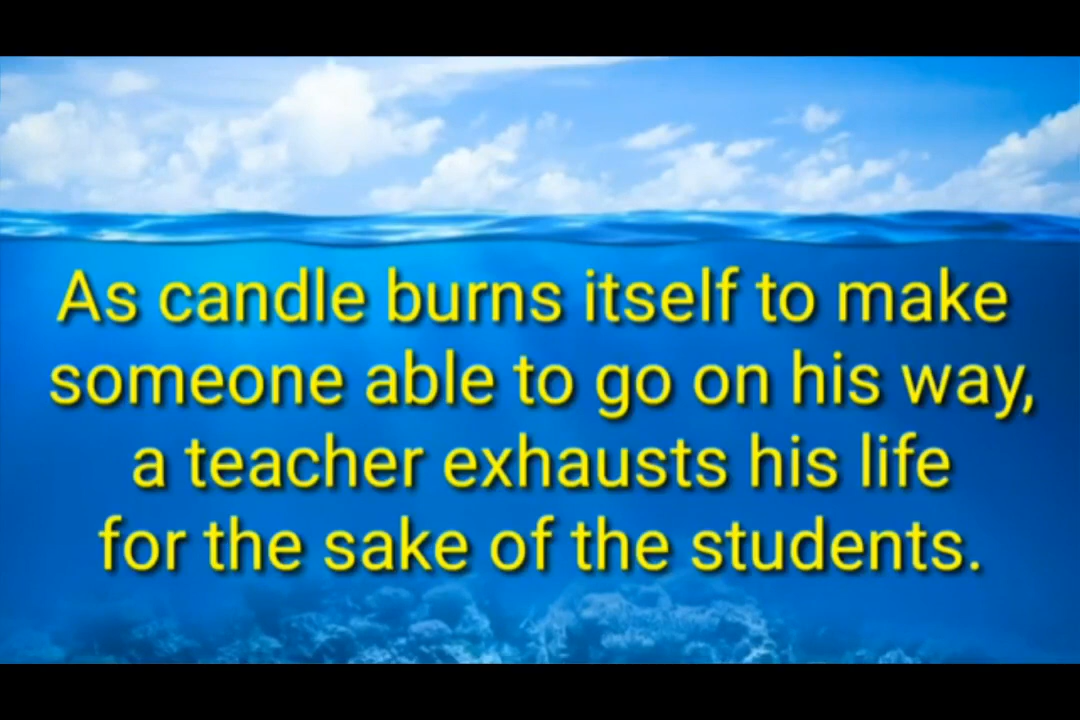 As candle burns itself to make
someone able to go on his way,
a teacher exhausts his life
for the sake of the students.